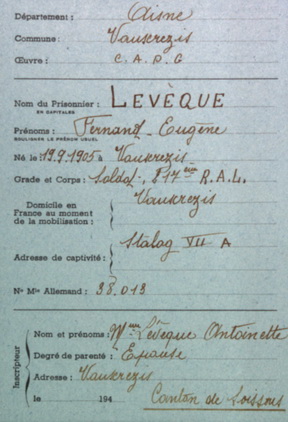 Département : Aisne
Commune : Vauxrezis
Œuvre : C. A. P. G
Nom du Prisonnier : LEVÈQUE
EN CAPITALES
Prénoms : Fernand - Eugène
SOULIGNER LE PRÉNOM USUEL
Né le : 19.9.1905 à Vauxrezis
Grade et Corps : Soldat - 817ème R.A.L.
Domicile en France au moment de la mobilisation : Vauxrezis
Adresse de captivité : Stalag VII A
N° Mle Allemand : 38.013
Inscripteur
Nom et prénoms : Mme Lévèque Antoinette
Degré de parenté : Epouse
Adresse : Vauxrezis
le 194 Canton de Soissons